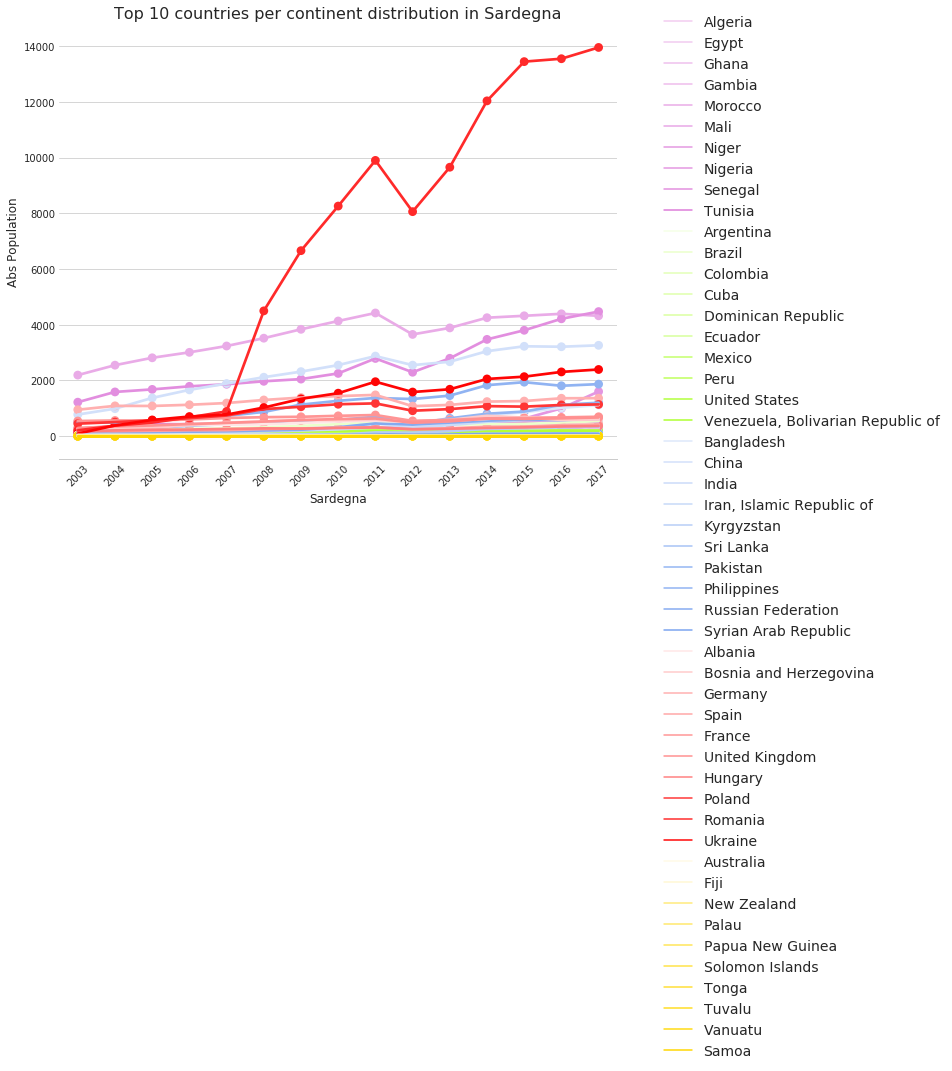 Top 10 countries per continent distribution in Sardegna
14000
12000
10000
8000
6000
4000
2000
0
Abs Population
2003
2004
2005
2006
2007
2008
2009
2010
2011
2012
2013
2014
2015
2016
2017
Sardegna
Algeria
Egypt
Ghana
Gambia
Morocco
Mali
Niger
Nigeria
Senegal
Tunisia
Argentina
Brazil
Colombia
Cuba
Dominican Republic
Ecuador
Mexico
Peru
United States
Venezuela, Bolivarian Republic of
Bangladesh
China
India
Iran, Islamic Republic of
Kyrgyzstan
Sri Lanka
Pakistan
Philippines
Russian Federation
Syrian Arab Republic
Albania
Bosnia and Herzegovina
Germany
Spain
France
United Kingdom
Hungary
Poland
Romania
Ukraine
Australia
Fiji
New Zealand
Palau
Papua New Guinea
Solomon Islands
Tonga
Tuvalu
Vanuatu
Samoa